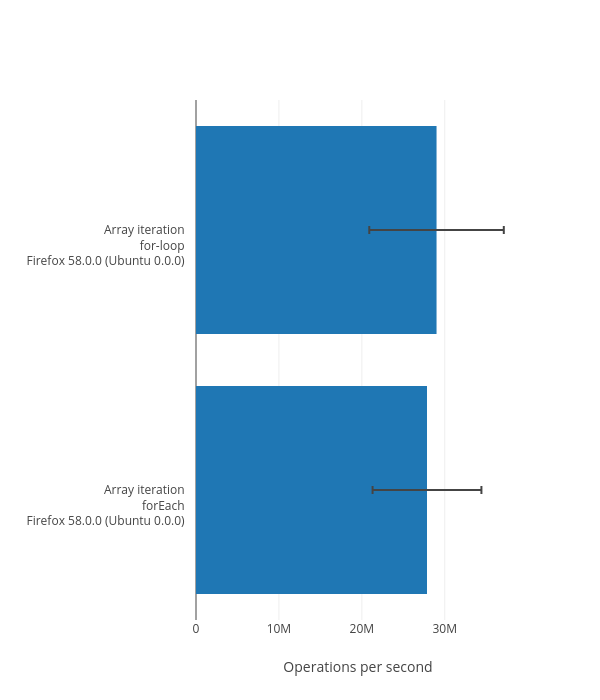 Array iteration
for-loop
Firefox 58.0.0 (Ubuntu 0.0.0)
Array iteration
forEach
Firefox 58.0.0 (Ubuntu 0.0.0)
0 10M 20M 30M
Operations per second